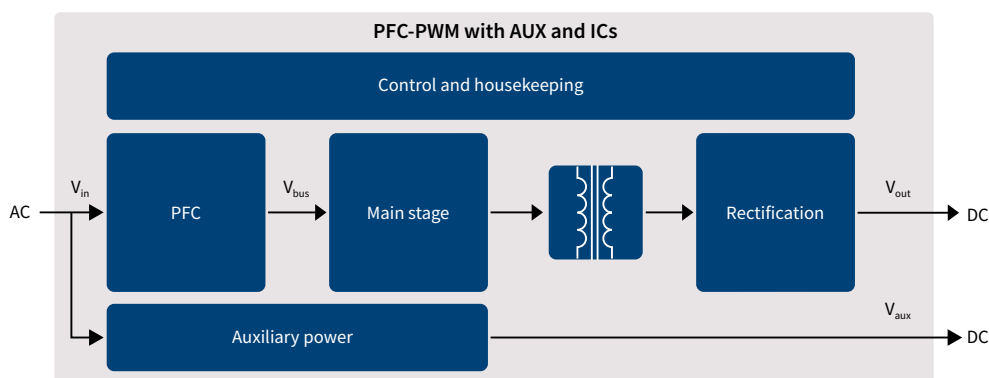 PFC-PWM with AUX and ICs
Control and housekeeping
AC
Vin
PFC
Vbus
Main stage
Rectification
Vout
DC
Auxiliary power
Vaux
DC